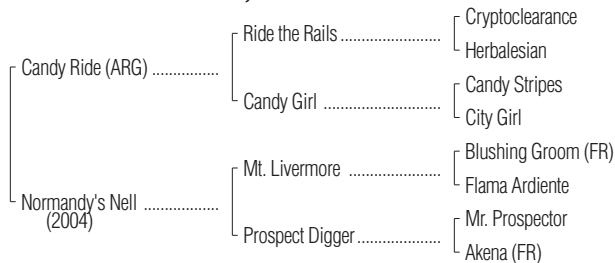 Cryptoclearance
Ride the Rails ....................
Herbalesian
Candy Ride (ARG) ................
Candy Stripes
Candy Girl .......................
City Girl
Blushing Groom (FR)
Mt. Livermore ..................
Flama Ardiente
Normandy's Nell ..................
(2004)
Mr. Prospector
Prospect Digger.................
Akena (FR)